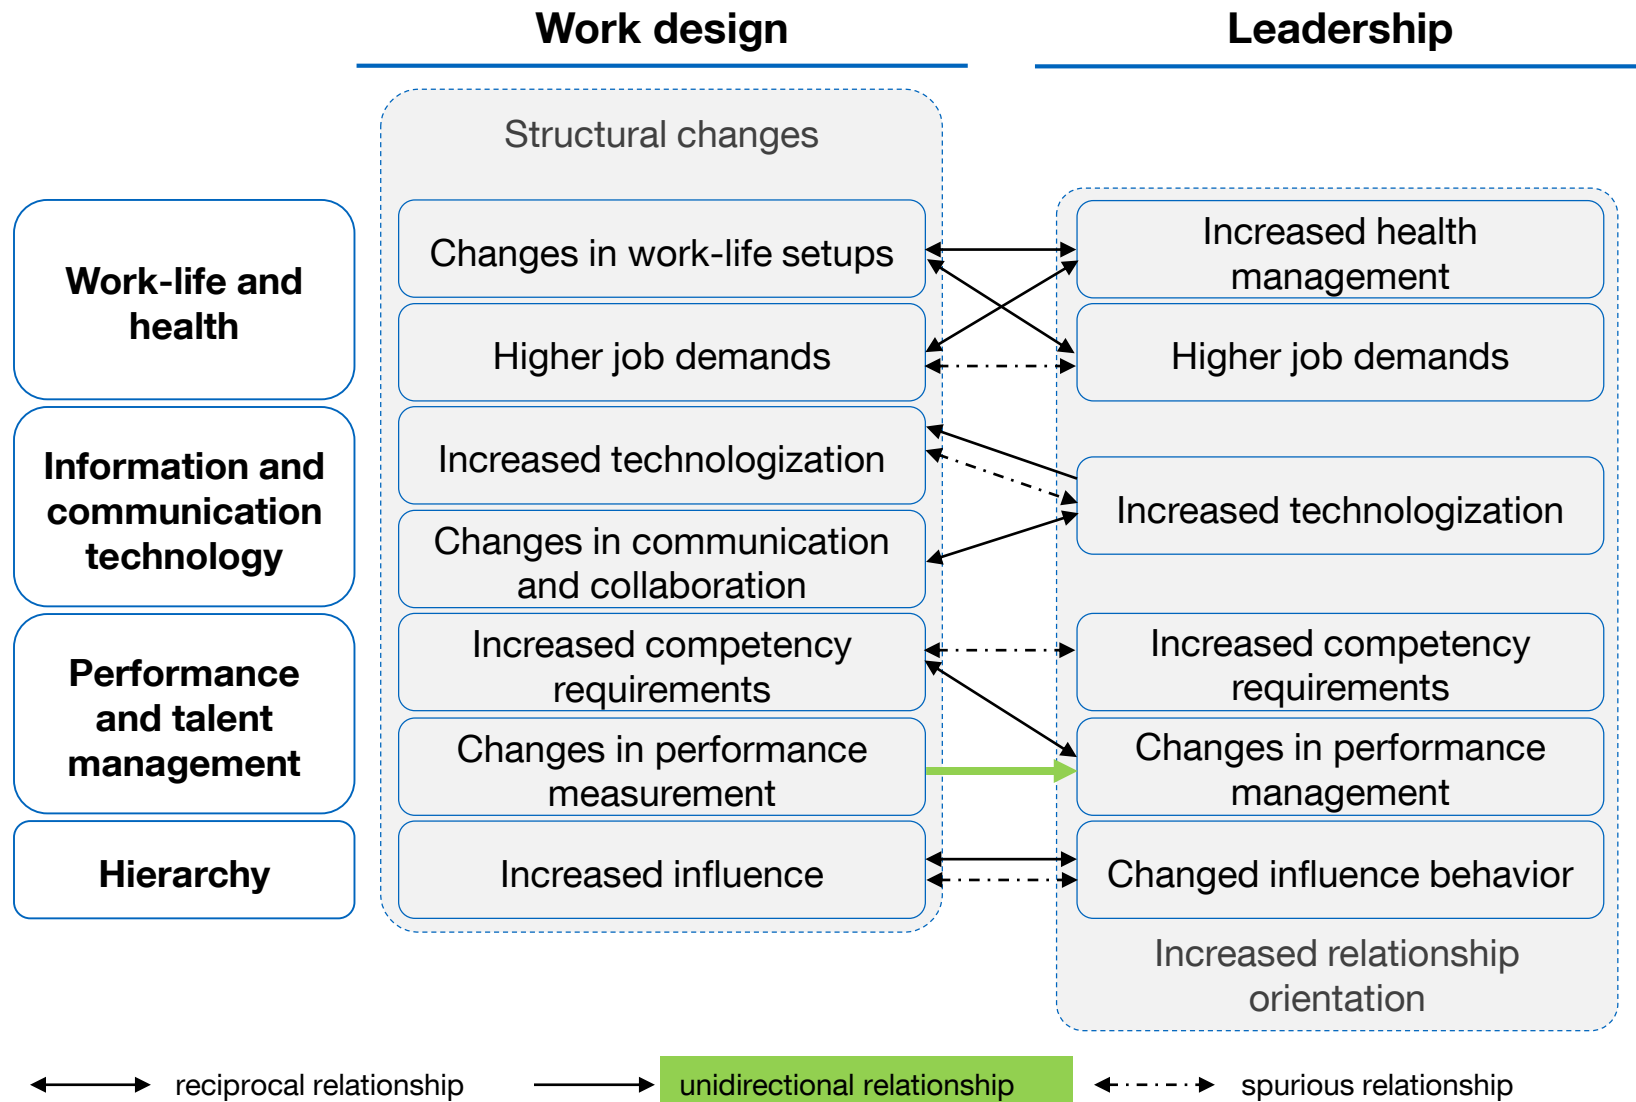 Work design
Leadership
Structural changes
Work-life and
health
Changes in work-life setups
Increased health
management
Higher job demands
Higher job demands
Information and
communication
technology
Increased technologization
Increased technologization
Changes in communication
and collaboration
Performance
and talent
management
Increased competency
requirements
Increased competency
requirements
Changes in performance
measurement
Changes in performance
management
Hierarchy
Increased influence
Changed influence behavior
Increased relationship
orientation
reciprocal relationship
unidirectional relationship
spurious relationship